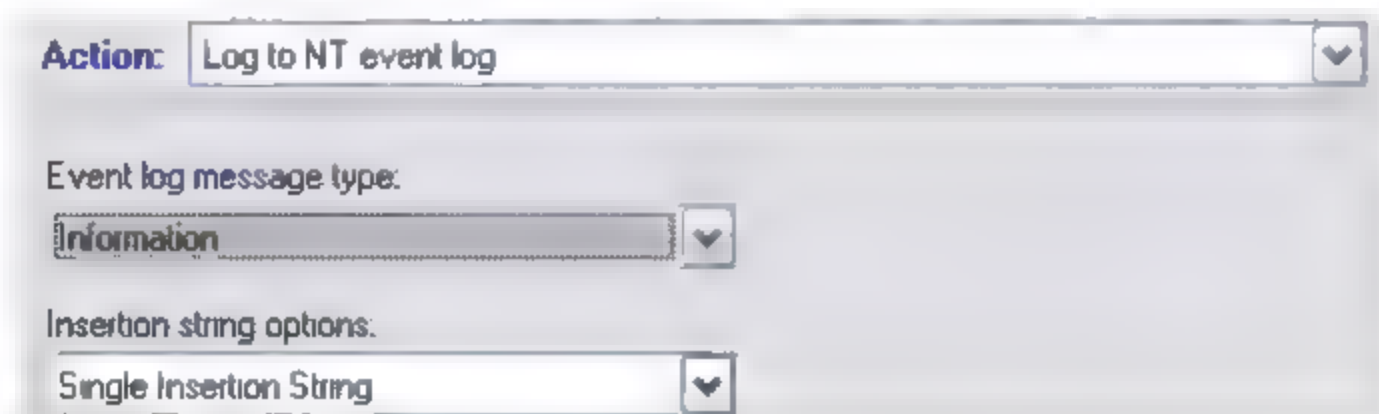 Action: Log to NT event log
Event log message type:
Information
Insertion string options:
Single Insertion String